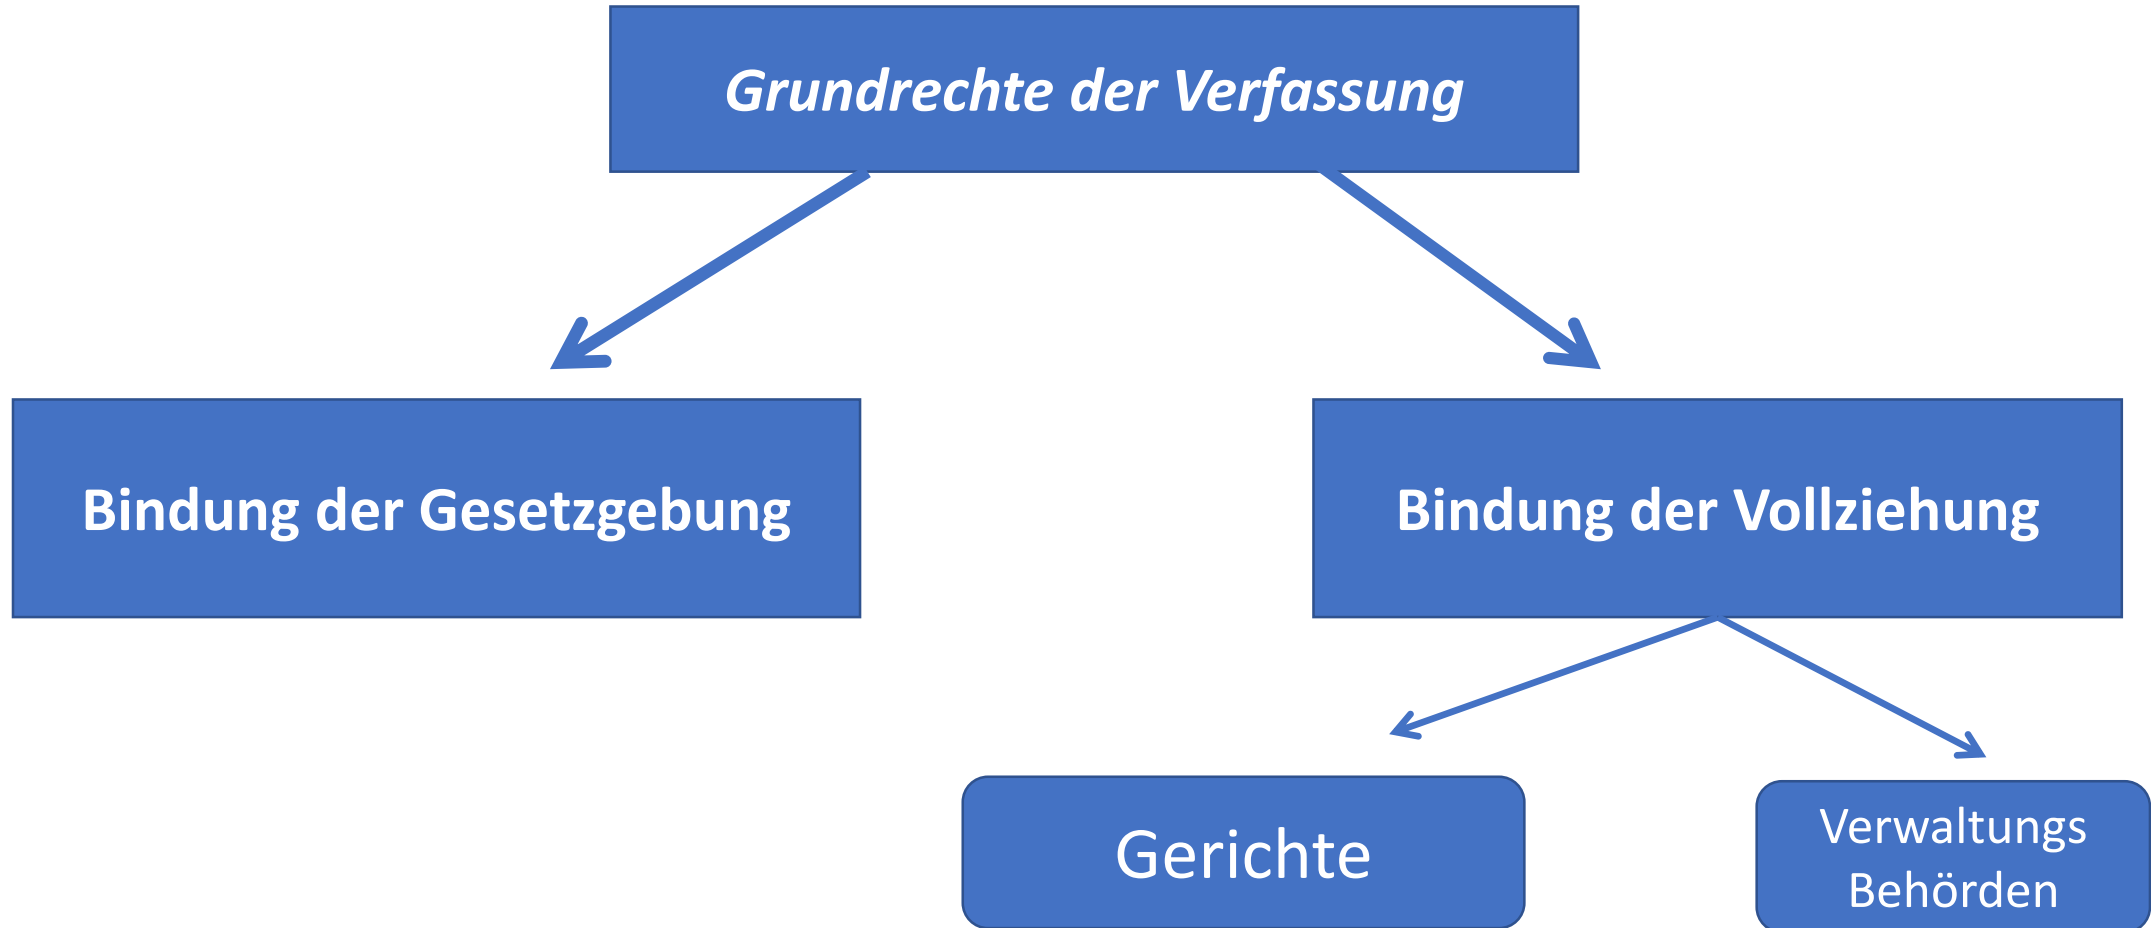 Grundrechte der Verfassung
Bindung der Gesetzgebung
Bindung der Vollziehung
Gerichte
Verwaltungs
Behörden